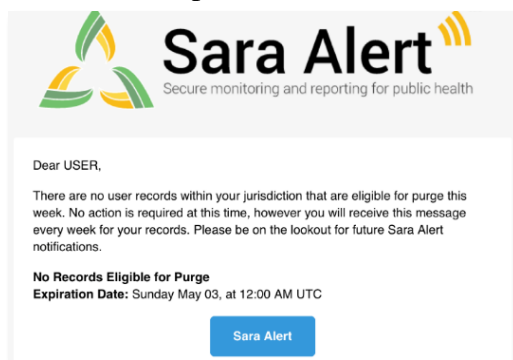 Sara Alert
Secure monitoring and reporting for public health
Dear USER,
There are no user records within your jurisdiction that are eligible for purge this
week. No action is required at this time, however you will receive this message
every week for your records. Please be on the lookout for future Sara Alert
notifications.
No Records Eligible for Purge
Expiration Date: Sunday May 03, at 12:00 AM UTC
Sara Alert